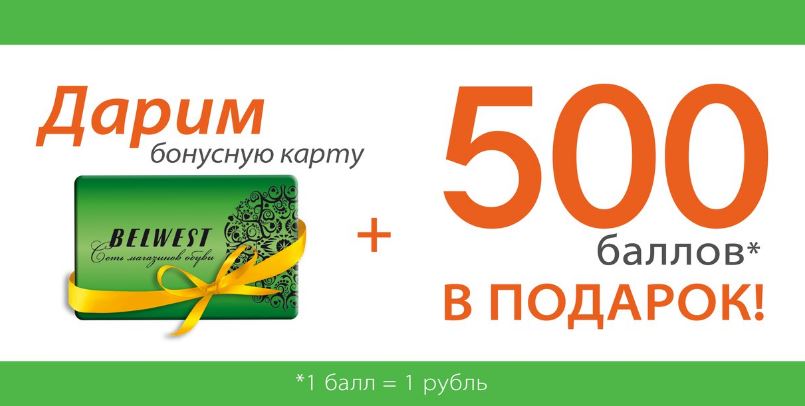 Дарим
бонусную карту
BELWEST
Сеть магазинов обуви
+
500
баллов*
В ПОДАРОК!
*1 балл = 1 рубль